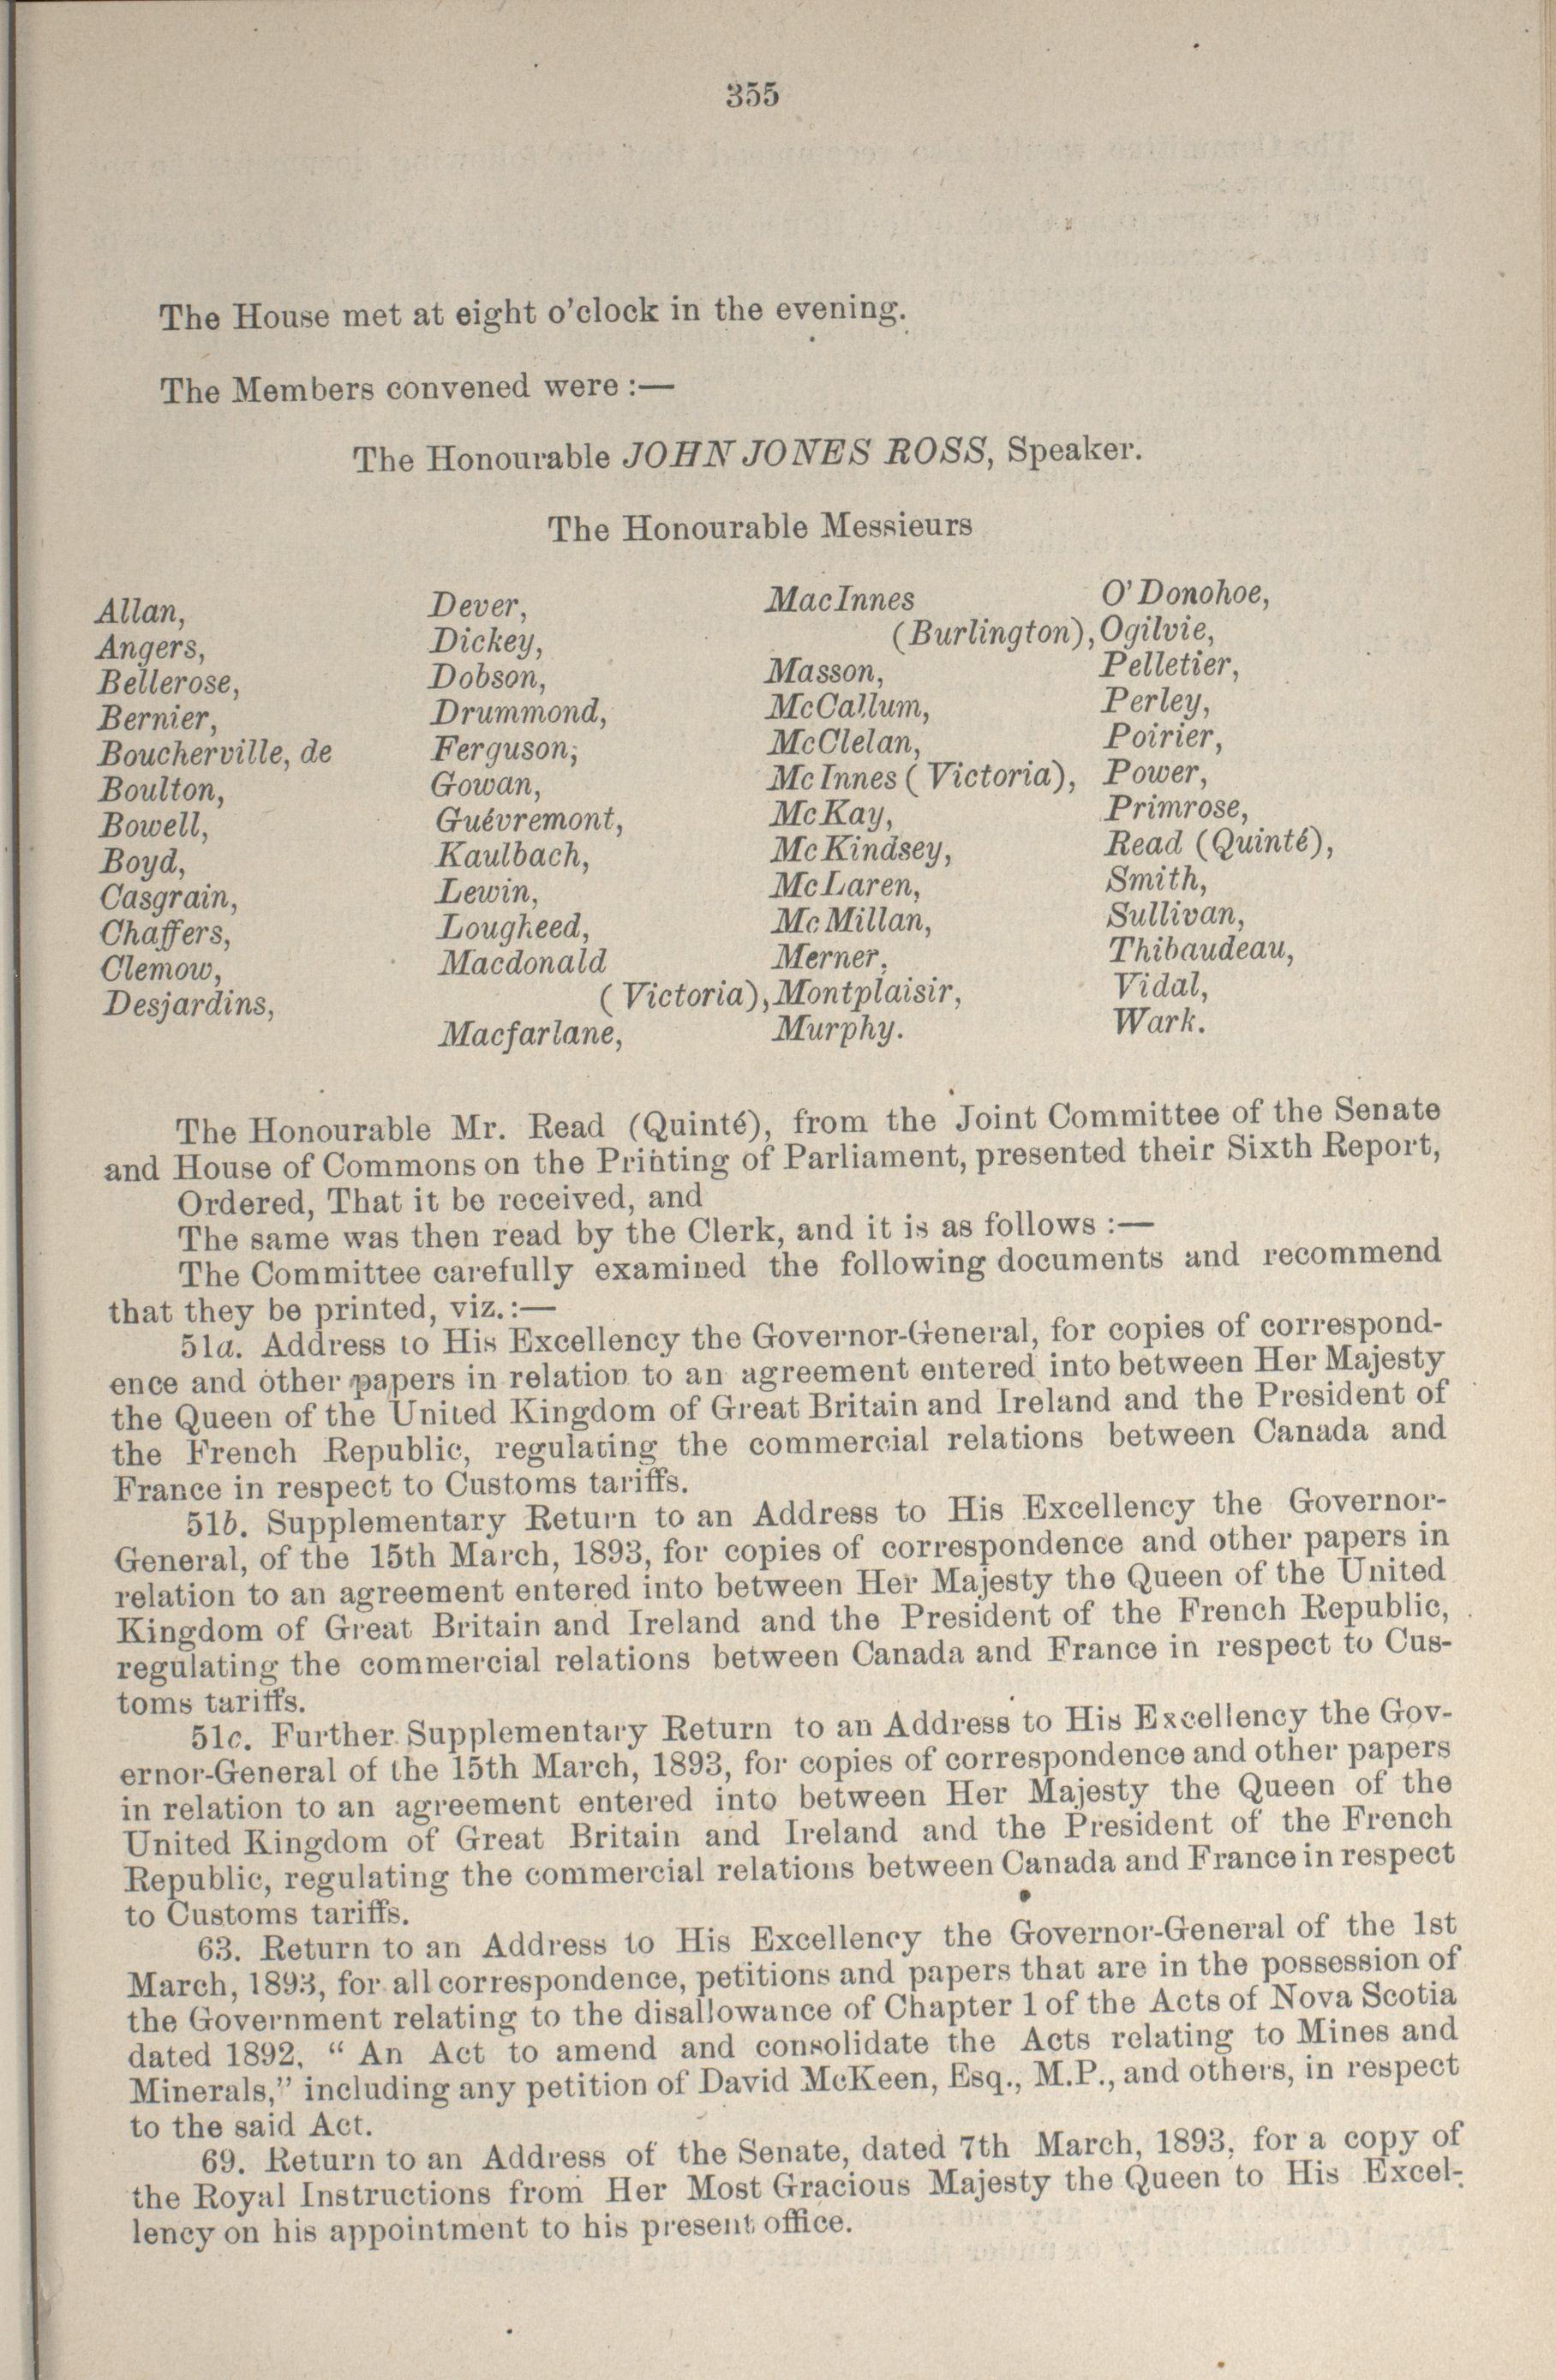 355
The House met at eight o'clock in the evening.
The Members convened were :—
The Honourable JOHN JONES ROSS, Speaker.
The Honourable Messieurs
Allan,
Angers,
Bellerose,
Bernier,
Boucherville, de
Boulton,
Bowell,
Boyd,
Casgrain,
Chaffers,
Clemow,
Desjardins,
Dever,
Dickey,
Dobson,
Drummond,
Ferguson,
Gowan,
Guévremont,
Kaulbach,
Lewin,
Lougheed,
Macdonald
(Victoria),
Macfarlane,
MacInnes
(Burlington),
Masson,
McCallum,
McClelan,
McInnes (Victoria),
McKay,
McKindsey,
McLaren,
McMillan,
Merner,
Montplaisir,
Murphy.
O'Donohoe,
Ogilvie,
Pelletier,
Perley,
Poirier,
Power,
Primrose,
Read (Quinté),
Smith,
Sullivan,
Thibaudeau,
Vidal,
Wark.
The Honourable Mr. Read (Quinté), from the Joint Committee of the Senate
and House of Commons on the Printing of Parliament, presented their Sixth Report,
Ordered, That it be received, and
The same was then read by the Clerk, and it is as follows :—
The Committee carefully examined the following documents and recommend
that they be printed, viz. :—
51a. Address to His Excellency the Governor-General, for copies of correspond-
ence and other papers in relation to an agreement entered into between Her Majesty
the Queen of the United Kingdom of Great Britain and Ireland and the President of
the French Republic, regulating the commercial relations between Canada and
France in respect to Customs tariffs.
51b. Supplementary Return to an Address to His Excellency the Governor-
General, of the 15th March, 1893, for copies of correspondence and other papers in
relation to an agreement entered into between Her Majesty the Queen of the United
Kingdom of Great Britain and Ireland and the President of the French Republic,
regulating the commercial relations between Canada and France in respect to Cus-
toms tariffs.
51c. Further Supplementary Return to an Address to His Excellency the Gov-
ernor-General of the 15th March, 1893, for copies of correspondence and other papers
in relation to an agreement entered into between Her Majesty the Queen of the
United Kingdom of Great Britain and Ireland and the President of the French
Republic, regulating the commercial relations between Canada and France in respect
to Customs tariffs.
63. Return to an Address to His Excellency the Governor-General of the 1st
March, 1893, for all correspondence, petitions and papers that are in the possession of
the Government relating to the disallowance of Chapter 1 of the Acts of Nova Scotia
dated 1892, "An Act to amend and consolidate the Acts relating to Mines and
Minerals," including any petition of David McKeen, Esq., M.P., and others, in respect
to the said Act.
69. Return to an Address of the Senate, dated 7th March, 1893, for a copy of
the Royal Instructions from Her Most Gracious Majesty the Queen to His Excel-
lency on his appointment to his present office.